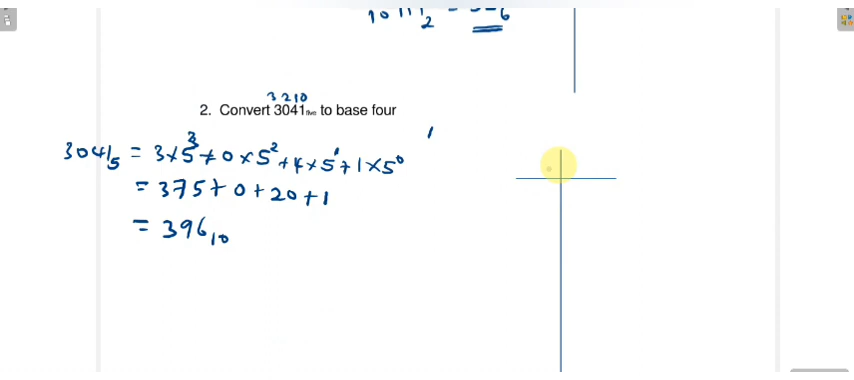 10111₂ = 
3 2 1 0
2. Convert 3041five to base four
3041₅ = 3×5³+0×5²+4×5¹+1×5⁰
= 375+0+20+1
= 396₁₀